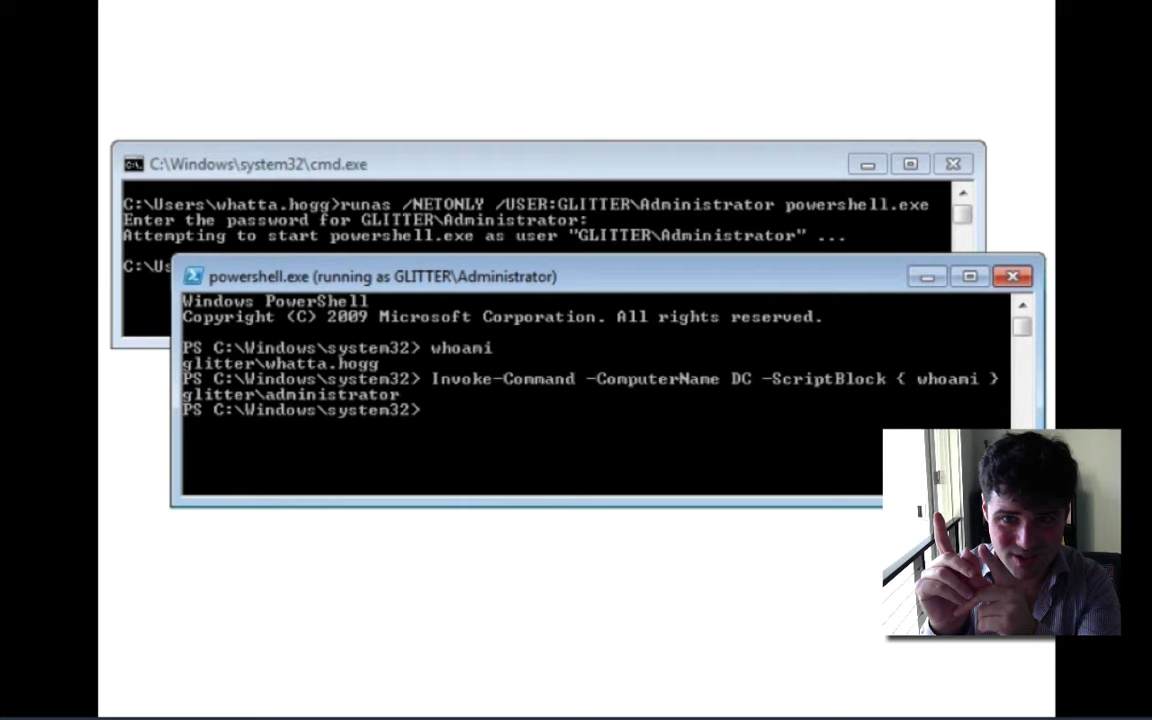 C:\Windows\system32\cmd.exe
C:\Users\whatta.hogg>runas /NETONLY /USER:GLITTER\Administrator powershell.exe
Enter the password for GLITTER\Administrator:
Attempting to start powershell.exe as user "GLITTER\Administrator" ...
C:\Us
powershell.exe (running as GLITTER\Administrator)
Windows PowerShell
Copyright (C) 2009 Microsoft Corporation. All rights reserved.
PS C:\Windows\system32> whoami
glitter\whatta.hogg
PS C:\Windows\system32> Invoke-Command -ComputerName DC -ScriptBlock { whoami }
glitter\administrator
PS C:\Windows\system32>